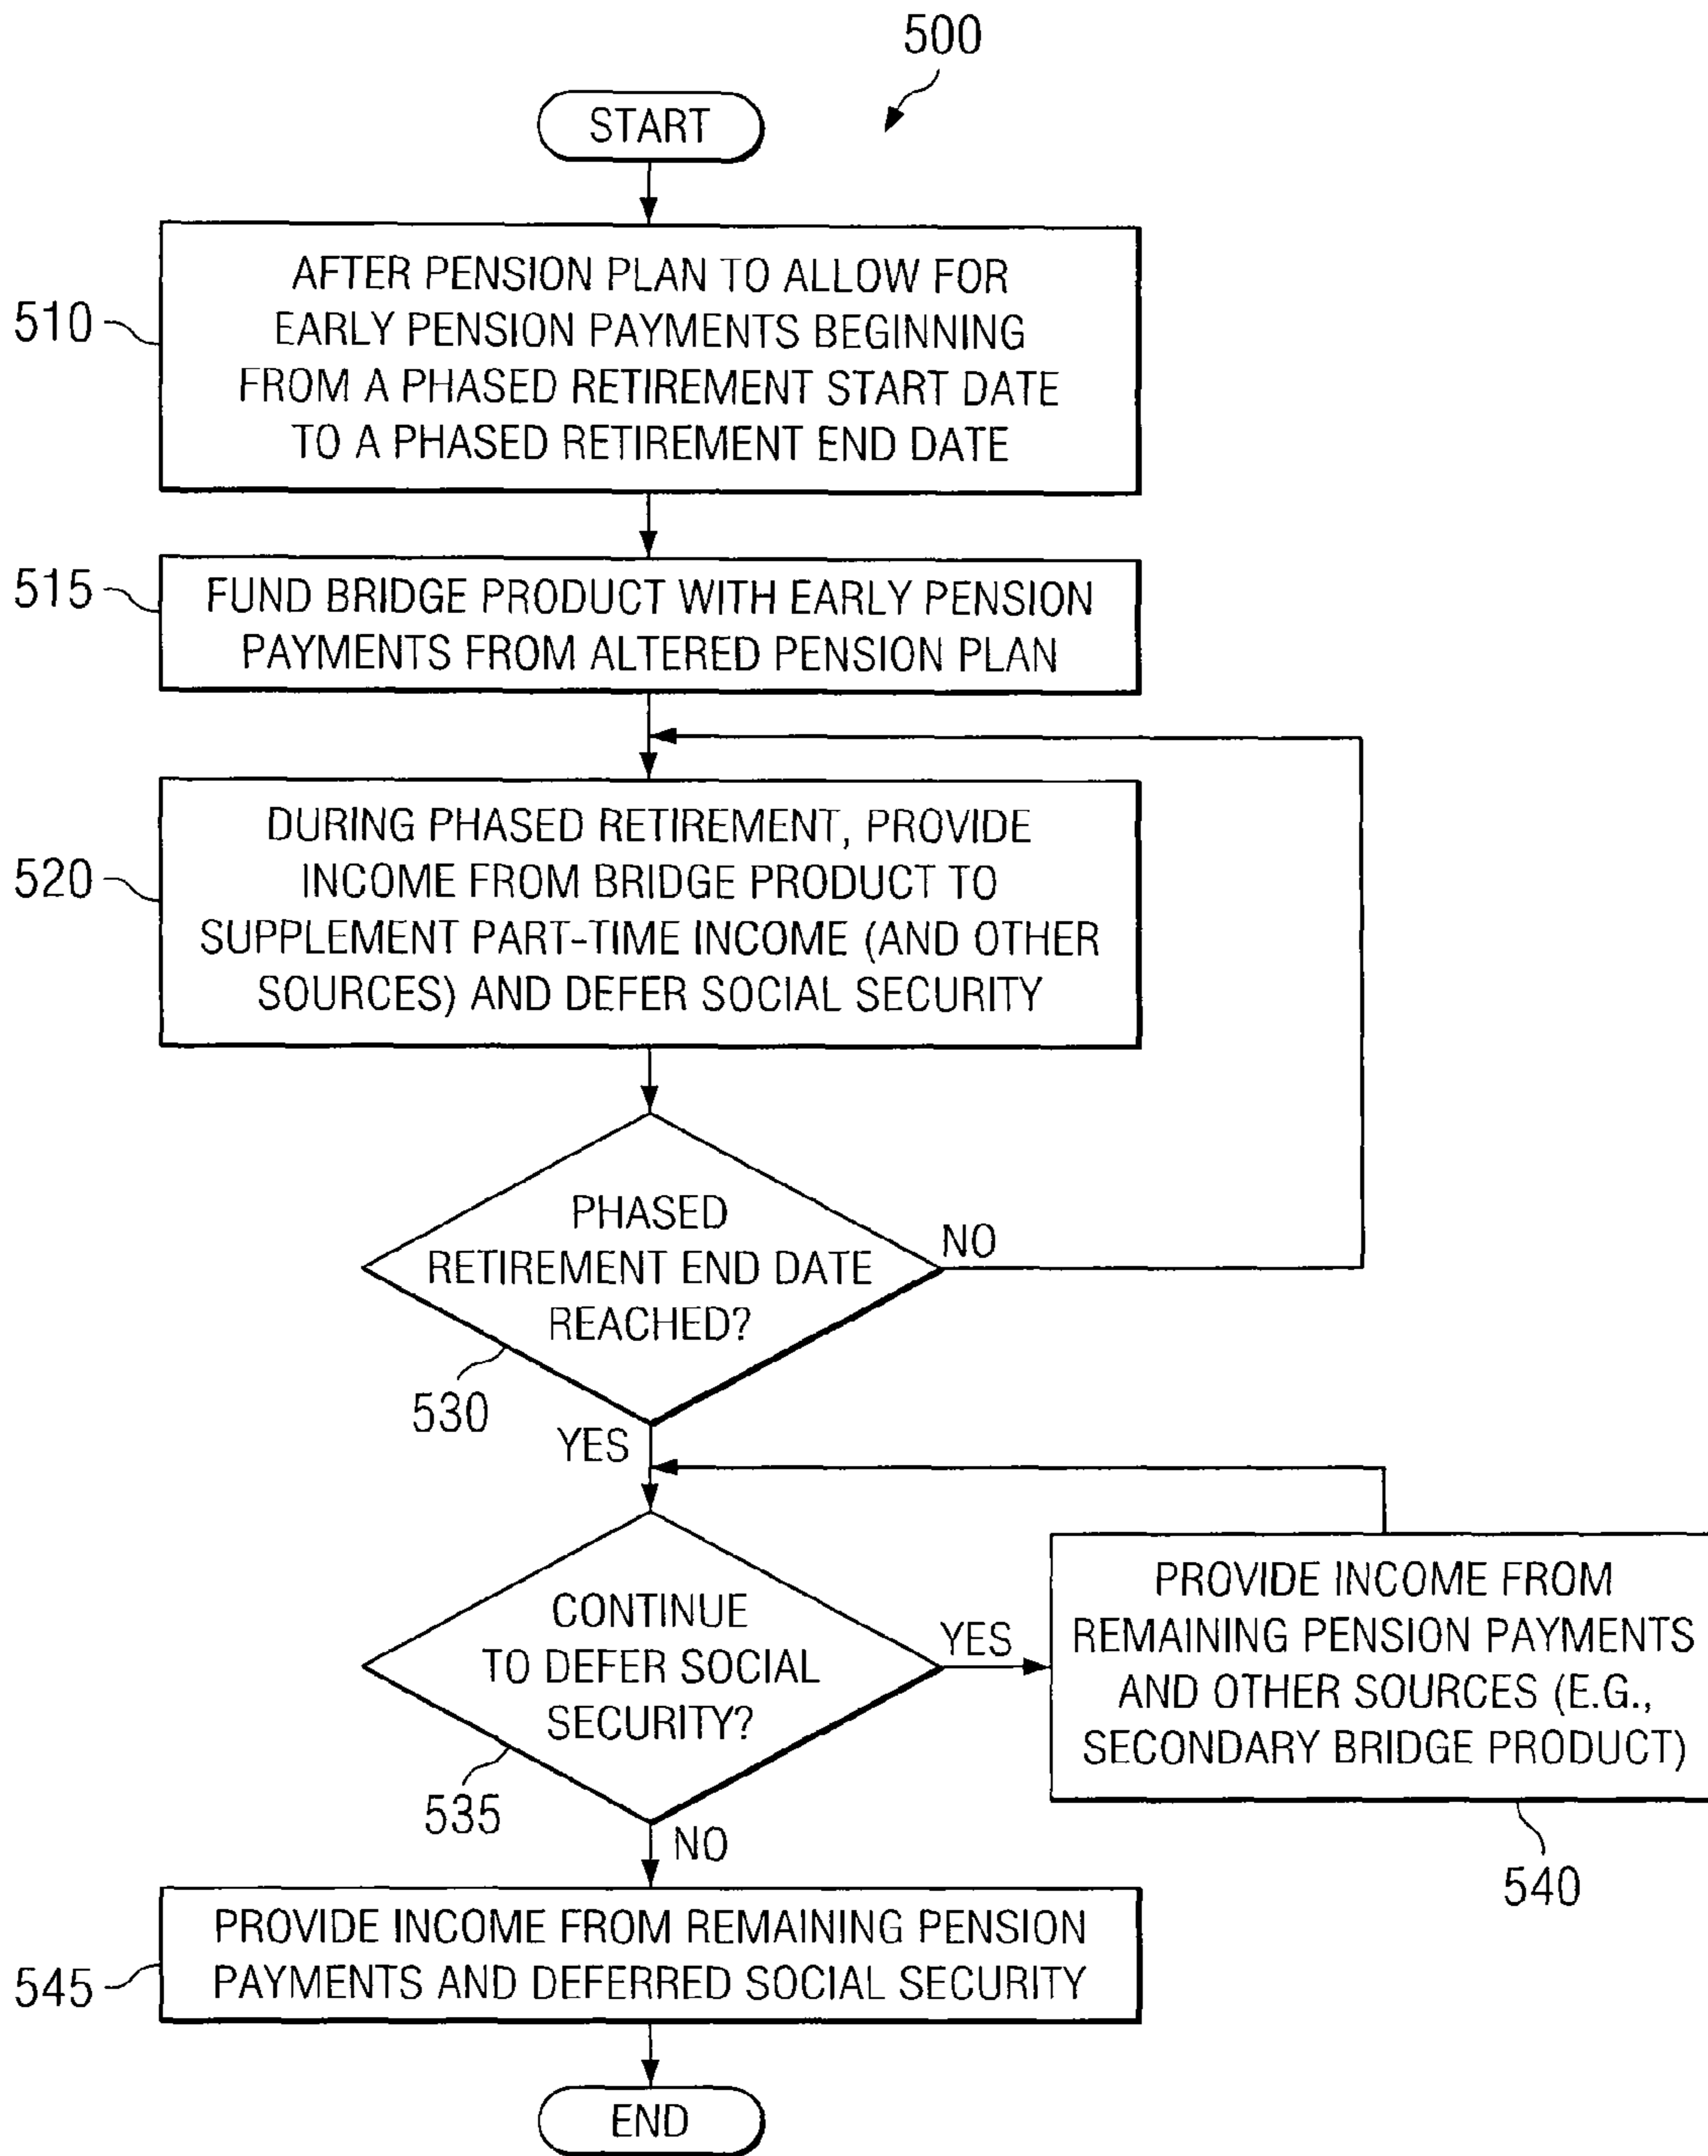 500
START
510
AFTER PENSION PLAN TO ALLOW FOR
EARLY PENSION PAYMENTS BEGINNING
FROM A PHASED RETIREMENT START DATE
TO A PHASED RETIREMENT END DATE
515
FUND BRIDGE PRODUCT WITH EARLY PENSION
PAYMENTS FROM ALTERED PENSION PLAN
520
DURING PHASED RETIREMENT, PROVIDE
INCOME FROM BRIDGE PRODUCT TO
SUPPLEMENT PART-TIME INCOME (AND OTHER
SOURCES) AND DEFER SOCIAL SECURITY
PHASED
RETIREMENT END DATE
REACHED?
NO
530
YES
CONTINUE
TO DEFER SOCIAL
SECURITY?
YES
535
NO
PROVIDE INCOME FROM
REMAINING PENSION PAYMENTS
AND OTHER SOURCES (E.G.,
SECONDARY BRIDGE PRODUCT)
540
545
PROVIDE INCOME FROM REMAINING PENSION
PAYMENTS AND DEFERRED SOCIAL SECURITY
END